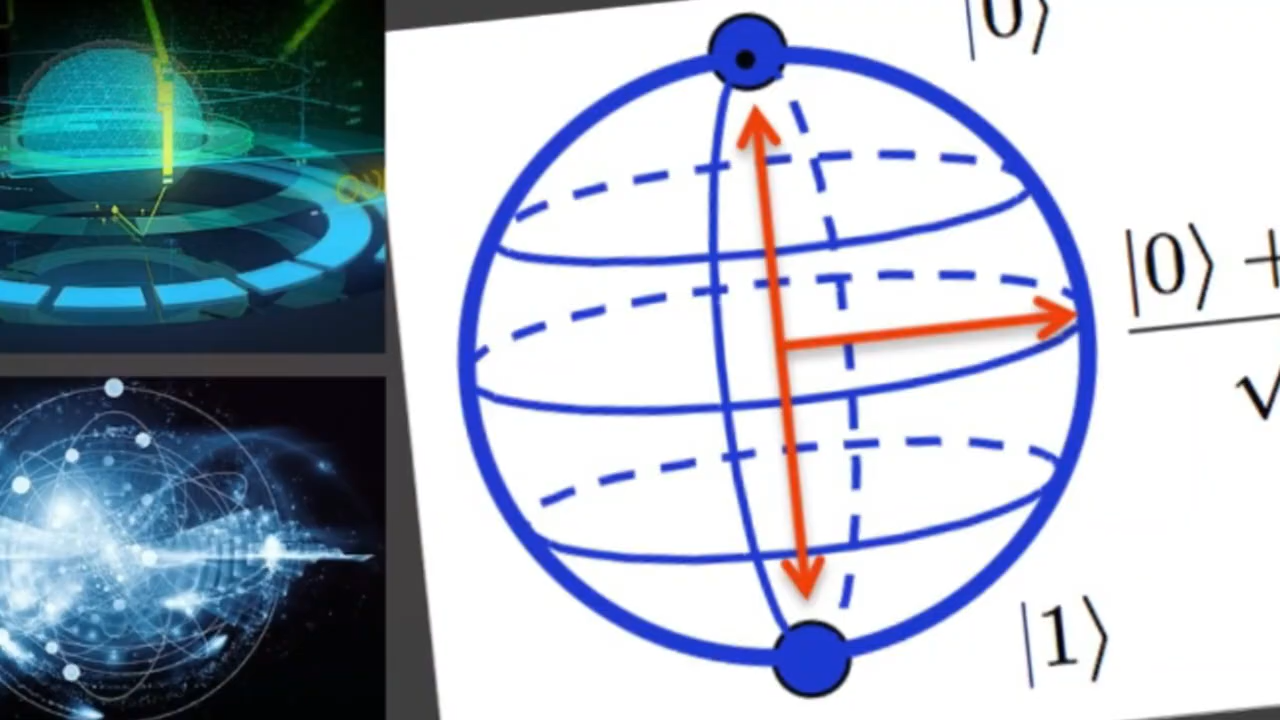 |0⟩
|0⟩ +
√
|1⟩